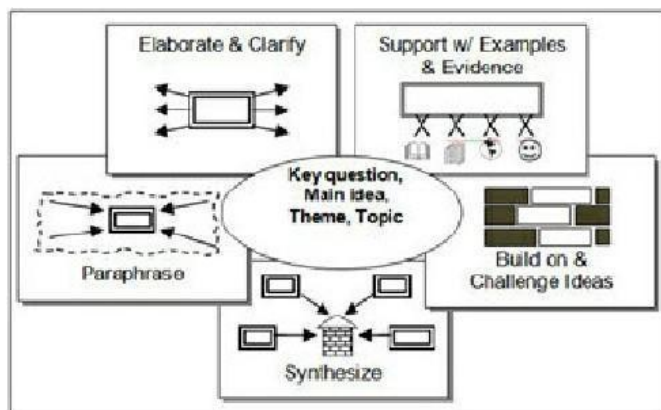 Elaborate & Clarify
Support w/ Examples
& Evidence
Key question,
Main Idea,
Theme, Topic
Paraphrase
Build on &
Challenge Ideas
Synthesize